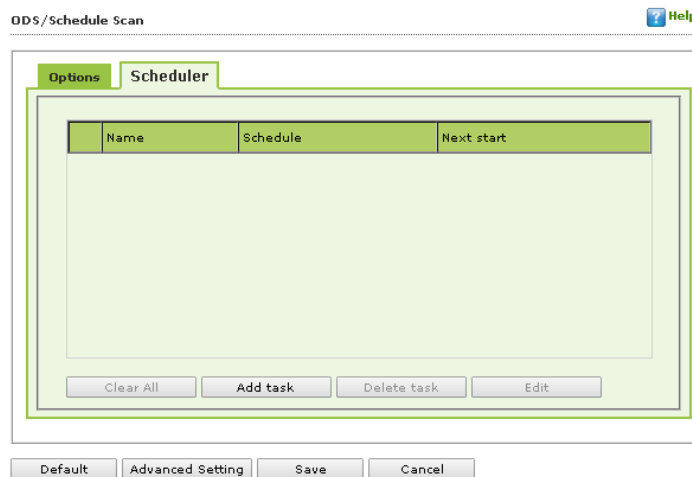 ODS/Schedule Scan Help
Options Scheduler
Name Schedule Next start
Clear All Add task Delete task Edit
Default Advanced Setting Save Cancel